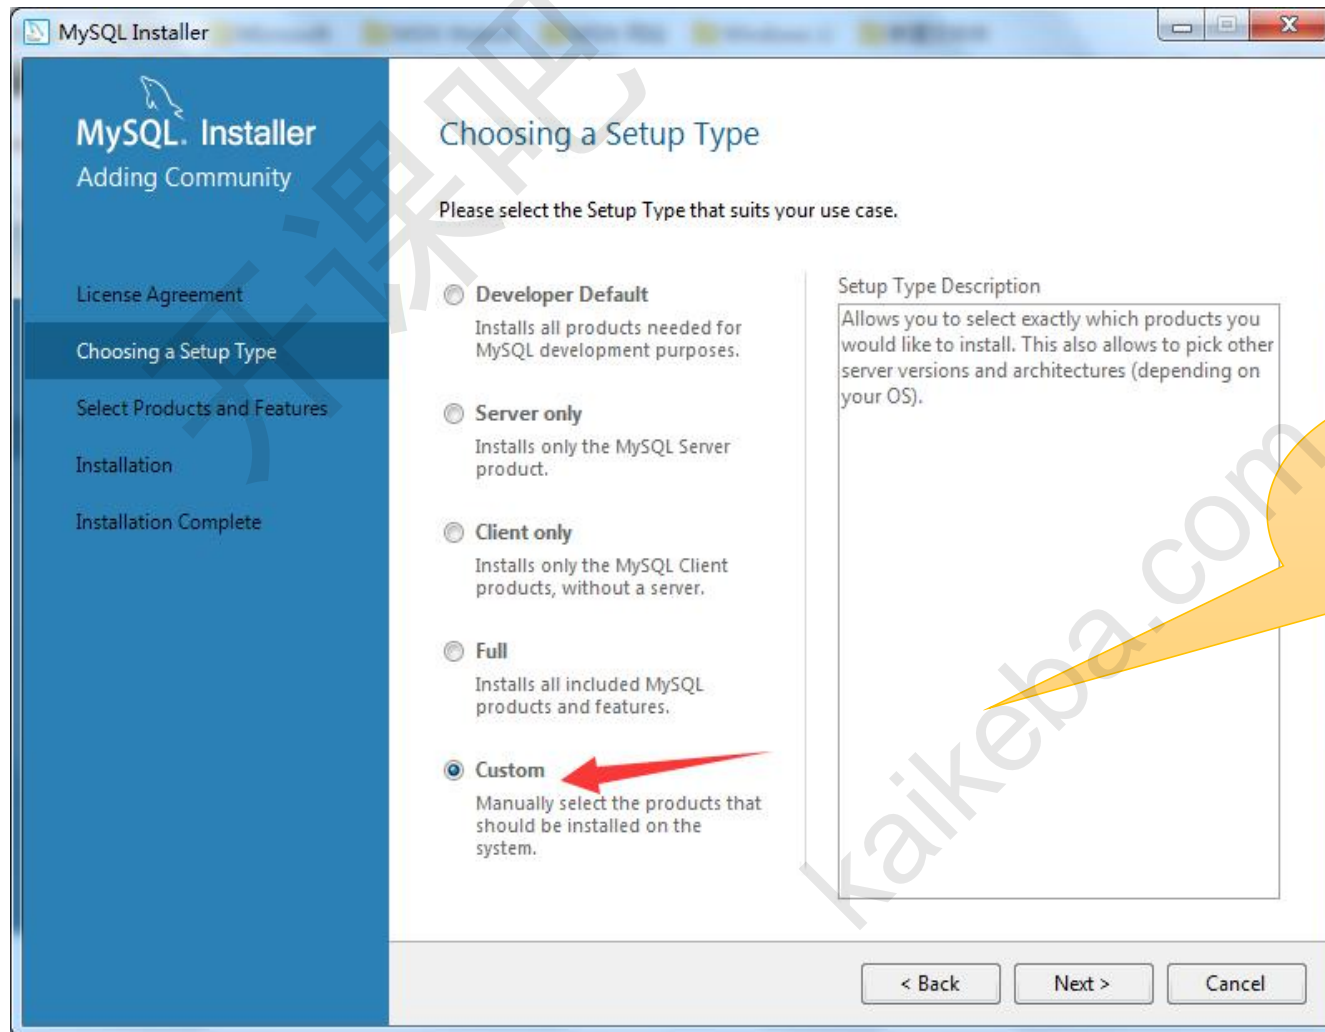 MySQL Installer
MySQL. Installer
Adding Community
License Agreement
Choosing a Setup Type
Select Products and Features
Installation
Installation Complete
Choosing a Setup Type
Please select the Setup Type that suits your use case.
Developer Default
Installs all products needed for
MySQL development purposes.
Server only
Installs only the MySQL Server
product.
Client only
Installs only the MySQL Client
products, without a server.
Full
Installs all included MySQL
products and features.
Custom
Manually select the products that
should be installed on the
system.
Setup Type Description
Allows you to select exactly which products you
would like to install. This also allows to pick other
server versions and architectures (depending on
your OS).
< Back
Next >
Cancel
开课吧
kaikeba.com